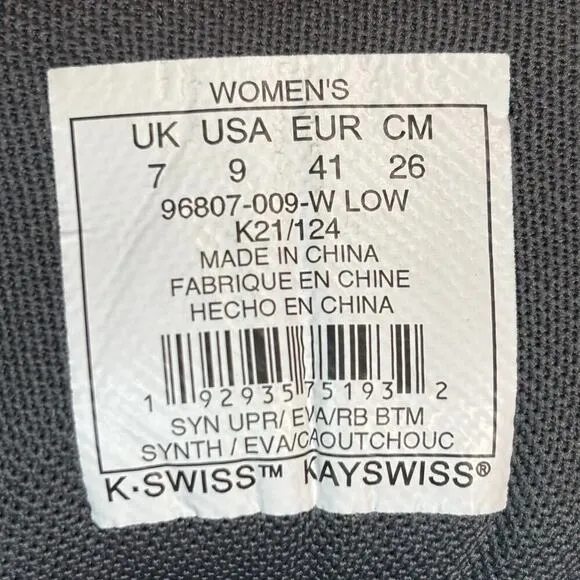 WOMEN'S
UK USA EUR CM
7 9 41 26
96807-009-W LOW
K21/124
MADE IN CHINA
FABRIQUE EN CHINE
HECHO EN CHINA
1 92935 75193 2
SYN UPR/ EVA/RB BTM
SYNTH / EVA/CAOUTCHOUC
K·SWISS™ KAYSWISS®